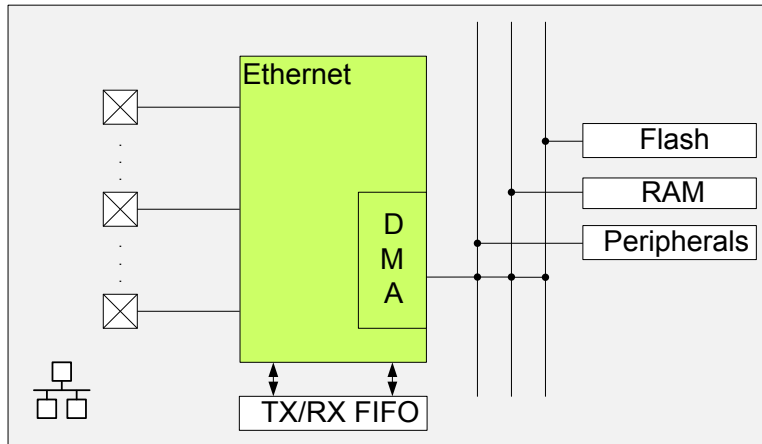 Ethernet
Flash
RAM
Peripherals
D
M
A
TX/RX FIFO